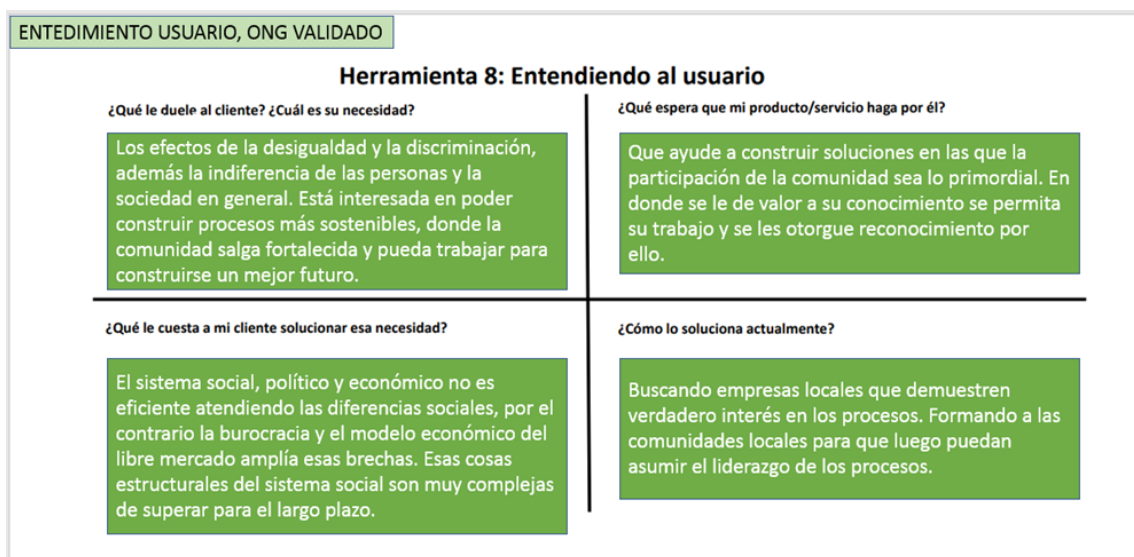 ENTEDIMIENTO USUARIO, ONG VALIDADO
Herramienta 8: Entendiendo al usuario
¿Qué le duele al cliente? ¿Cuál es su necesidad?
Los efectos de la desigualdad y la discriminación,
además la indiferencia de las personas y la
sociedad en general. Está interesada en poder
construir procesos más sostenibles, donde la
comunidad salga fortalecida y pueda trabajar para
construirse un mejor futuro.
¿Qué espera que mi producto/servicio haga por él?
Que ayude a construir soluciones en las que la
participación de la comunidad sea lo primordial. En
donde se le de valor a su conocimiento se permita
su trabajo y se les otorgue reconocimiento por
ello.
¿Qué le cuesta a mi cliente solucionar esa necesidad?
El sistema social, político y económico no es
eficiente atendiendo las diferencias sociales, por el
contrario la burocracia y el modelo económico del
libre mercado amplía esas brechas. Esas cosas
estructurales del sistema social son muy complejas
de superar para el largo plazo.
¿Cómo lo soluciona actualmente?
Buscando empresas locales que demuestren
verdadero interés en los procesos. Formando a las
comunidades locales para que luego puedan
asumir el liderazgo de los procesos.